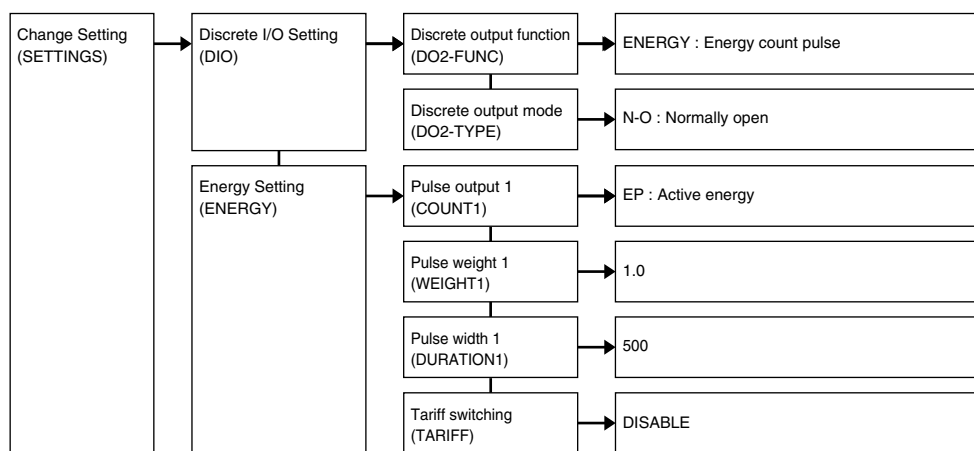 Change Setting
(SETTINGS)
Discrete I/O Setting
(DIO)
Discrete output function
(DO2-FUNC)
ENERGY : Energy count pulse
Discrete output mode
(DO2-TYPE)
N-O : Normally open
Energy Setting
(ENERGY)
Pulse output 1
(COUNT1)
EP : Active energy
Pulse weight 1
(WEIGHT1)
1.0
Pulse width 1
(DURATION1)
500
Tariff switching
(TARIFF)
DISABLE